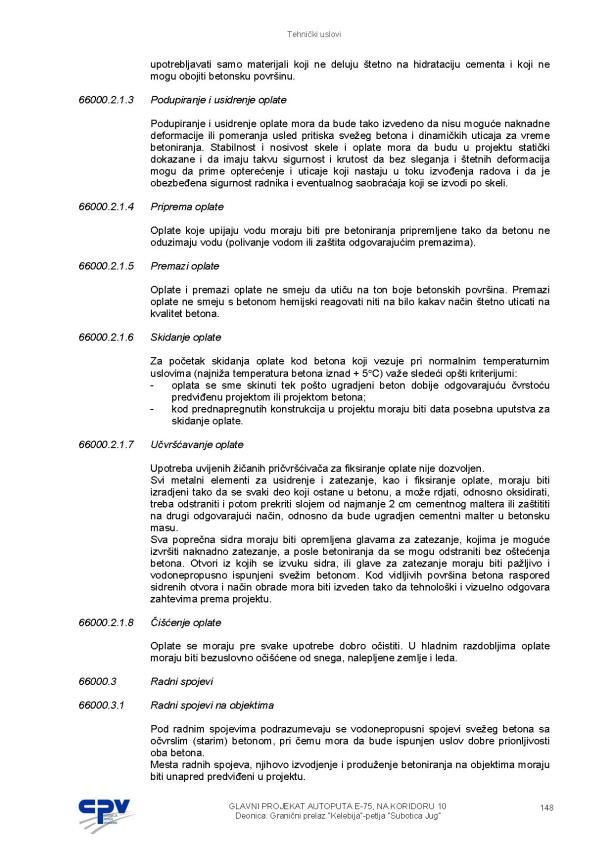 Tehnički uslovi
upotrebljavati samo materijali koji ne deluju štetno na hidrataciju cementa i koji ne
mogu obojiti betonsku površinu.
66000.2.1.3 Podupiranje i usidrenje oplate
Podupiranje i usidrenje oplate mora da bude tako izvedeno da nisu moguće naknadne
deformacije ili pomeranja usled pritiska svežeg betona i dinamičkih uticaja za vreme
betoniranja. Stabilnost i nosivost skele i oplate mora da budu u projektu statički
dokazane i da imaju takvu sigurnost i krutost da bez sleganja i štetnih deformacija
mogu da prime opterećenje i uticaje koji nastaju u toku izvođenja radova i da je
obezbeđena sigurnost radnika i eventualnog saobraćaja koji se izvodi po skeli.
66000.2.1.4 Priprema oplate
Oplate koje upijaju vodu moraju biti pre betoniranja pripremljene tako da betonu ne
oduzimaju vodu (polivanje vodom ili zaštita odgovarajućim premazima).
66000.2.1.5 Premazi oplate
Oplate i premazi oplate ne smeju da utiču na ton boje betonskih površina. Premazi
oplate ne smeju s betonom hemijski reagovati niti na bilo kakav način štetno uticati na
kvalitet betona.
66000.2.1.6 Skidanje oplate
Za početak skidanja oplate kod betona koji vezuje pri normalnim temperaturnim
uslovima (najniža temperatura betona iznad + 5°C) važe sledeći opšti kriterijumi:
- oplata se sme skinuti tek pošto ugradjeni beton dobije odgovarajuću čvrstoću
predviđenu projektom ili projektom betona;
- kod prednapregnutih konstrukcija u projektu moraju biti data posebna uputstva za
skidanje oplate.
66000.2.1.7 Učvršćavanje oplate
Upotreba uvijenih žičanih pričvršćivača za fiksiranje oplate nije dozvoljen.
Svi metalni elementi za usidrenje i zatezanje, kao i fiksiranje oplate, moraju biti
izradjeni tako da se svaki deo koji ostane u betonu, a može rdjati, odnosno oksidirati,
treba odstraniti i potom prekriti slojem od najmanje 2 cm cementnog maltera ili zaštititi
na drugi odgovarajući način, odnosno da bude ugradjen cementni malter u betonsku
masu.
Sva poprečna sidra moraju biti opremljena glavama za zatezanje, kojima je moguće
izvršiti naknadno zatezanje, a posle betoniranja da se mogu odstraniti bez oštećenja
betona. Otvori iz kojih se izvuku sidra, ili glave za zatezanje moraju biti pažljivo i
vodonepropusno ispunjeni svežim betonom. Kod vidljivih površina betona raspored
sidrenih otvora i način obrade mora biti izveden tako da tehnološki i vizuelno odgovara
zahtevima prema projektu.
66000.2.1.8 Čišćenje oplate
Oplate se moraju pre svake upotrebe dobro očistiti. U hladnim razdobljima oplate
moraju biti bezuslovno očišćene od snega, nalepljene zemlje i leda.
66000.3 Radni spojevi
66000.3.1 Radni spojevi na objektima
Pod radnim spojevima podrazumevaju se vodonepropusni spojevi svežeg betona sa
očvrslim (starim) betonom, pri čemu mora da bude ispunjen uslov dobre prionljivosti
oba betona.
Mesta radnih spojeva, njihovo izvodjenje i produženje betoniranja na objektima moraju
biti unapred predviđeni u projektu.
CPV
GLAVNI PROJEKAT AUTOPUTA E-75, NA KORIDORU 10
Deonica: Granični prelaz "Kelebija"-petlja "Subotica Jug"
148